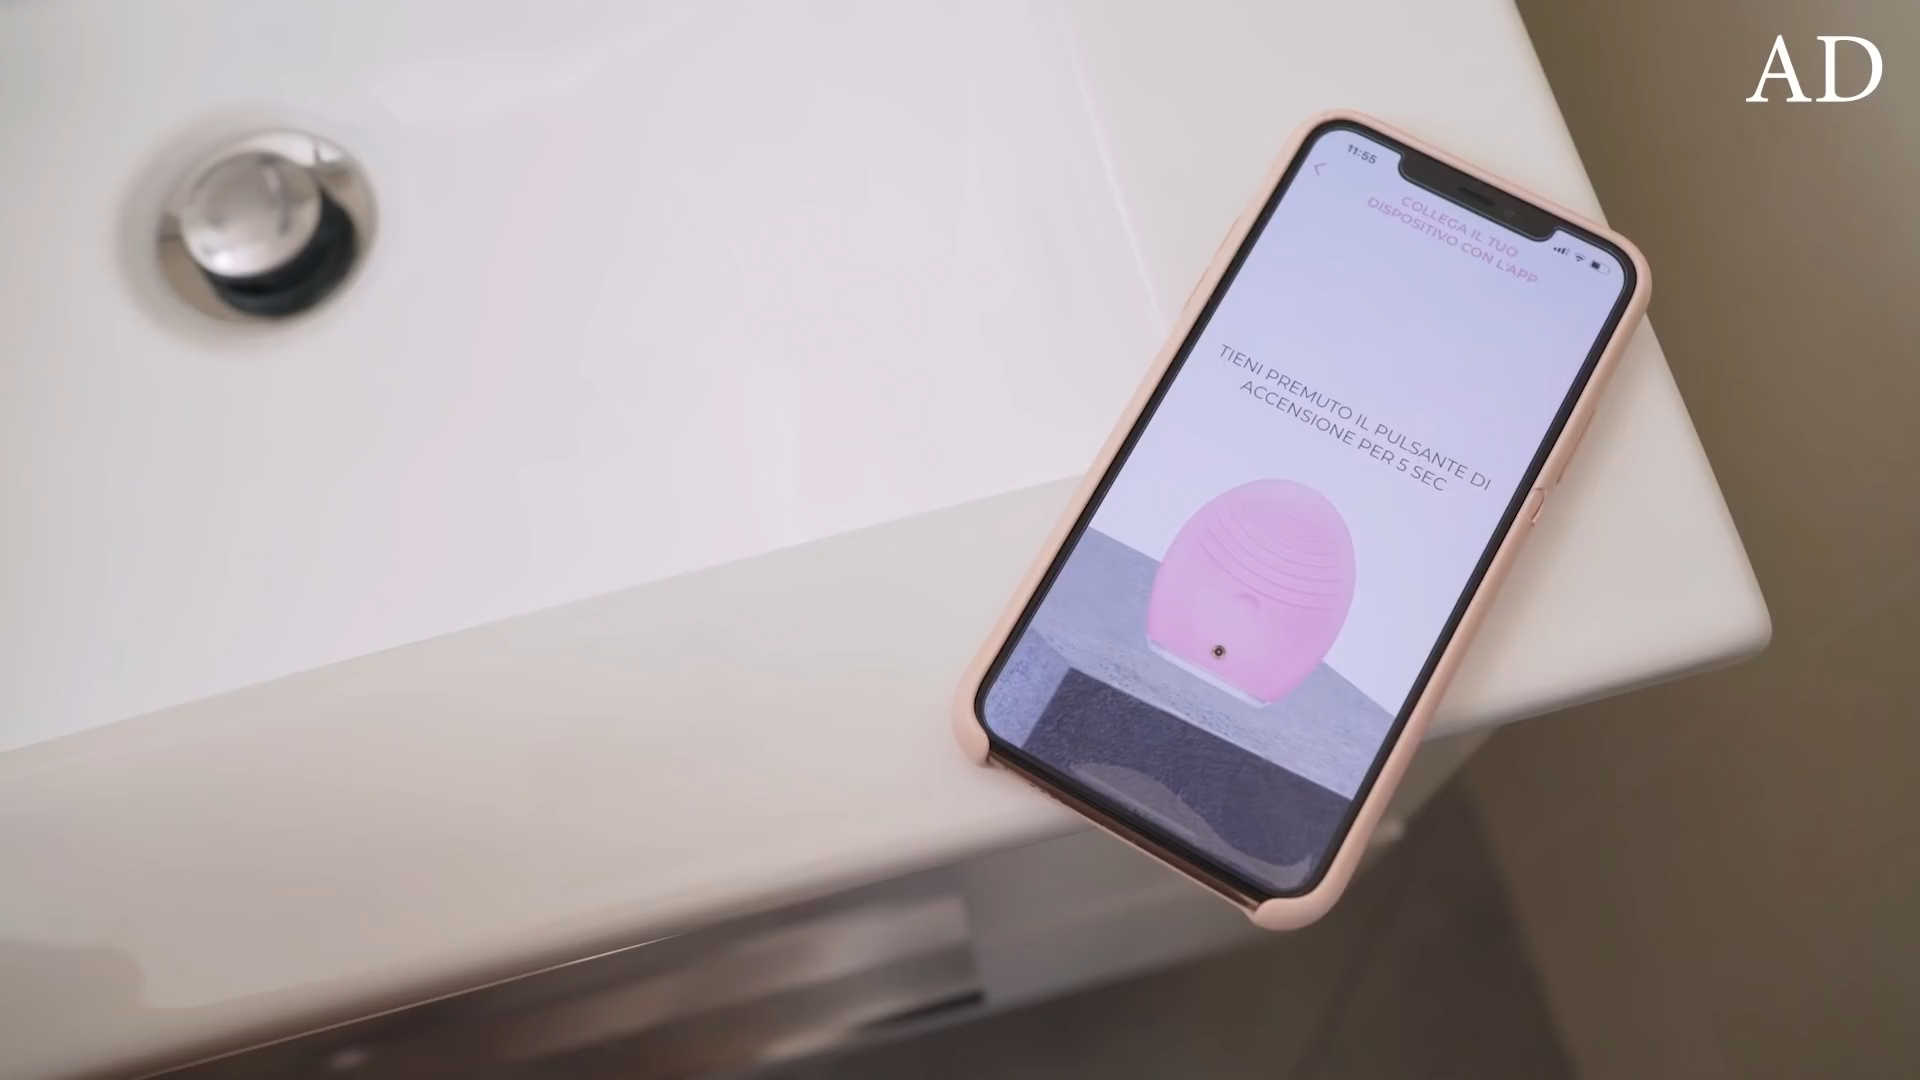 AD
11:55
COLLEGA IL TUO
DISPOSITIVO CON L'APP
TIENI PREMUTO IL PULSANTE DI
ACCENSIONE PER 5 SEC